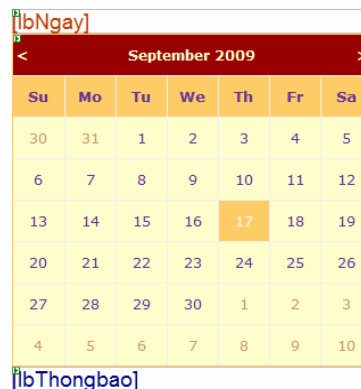 [lbNgay]
< September 2009 >
Su Mo Tu We Th Fr Sa
30 31 1 2 3 4 5
6 7 8 9 10 11 12
13 14 15 16 17 18 19
20 21 22 23 24 25 26
27 28 29 30 1 2 3
4 5 6 7 8 9 10
[lbThongbao]